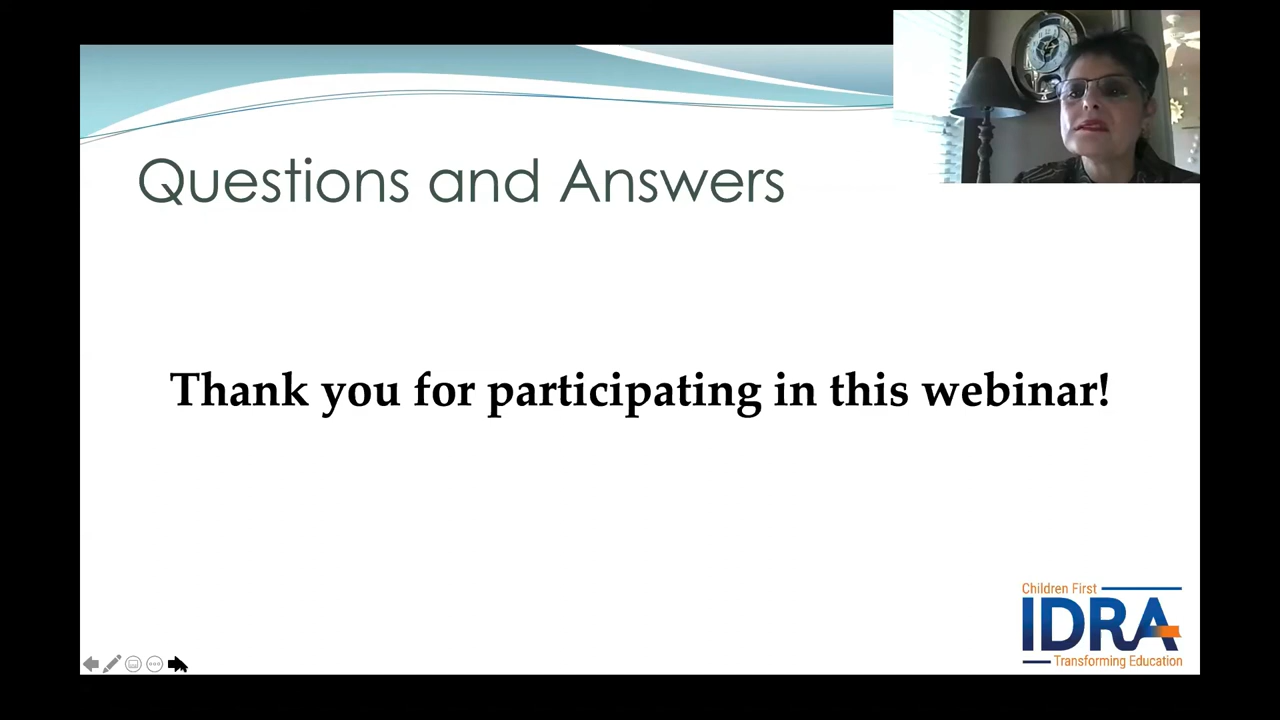 Questions and Answers
Thank you for participating in this webinar!
Children First
IDRA
Transforming Education